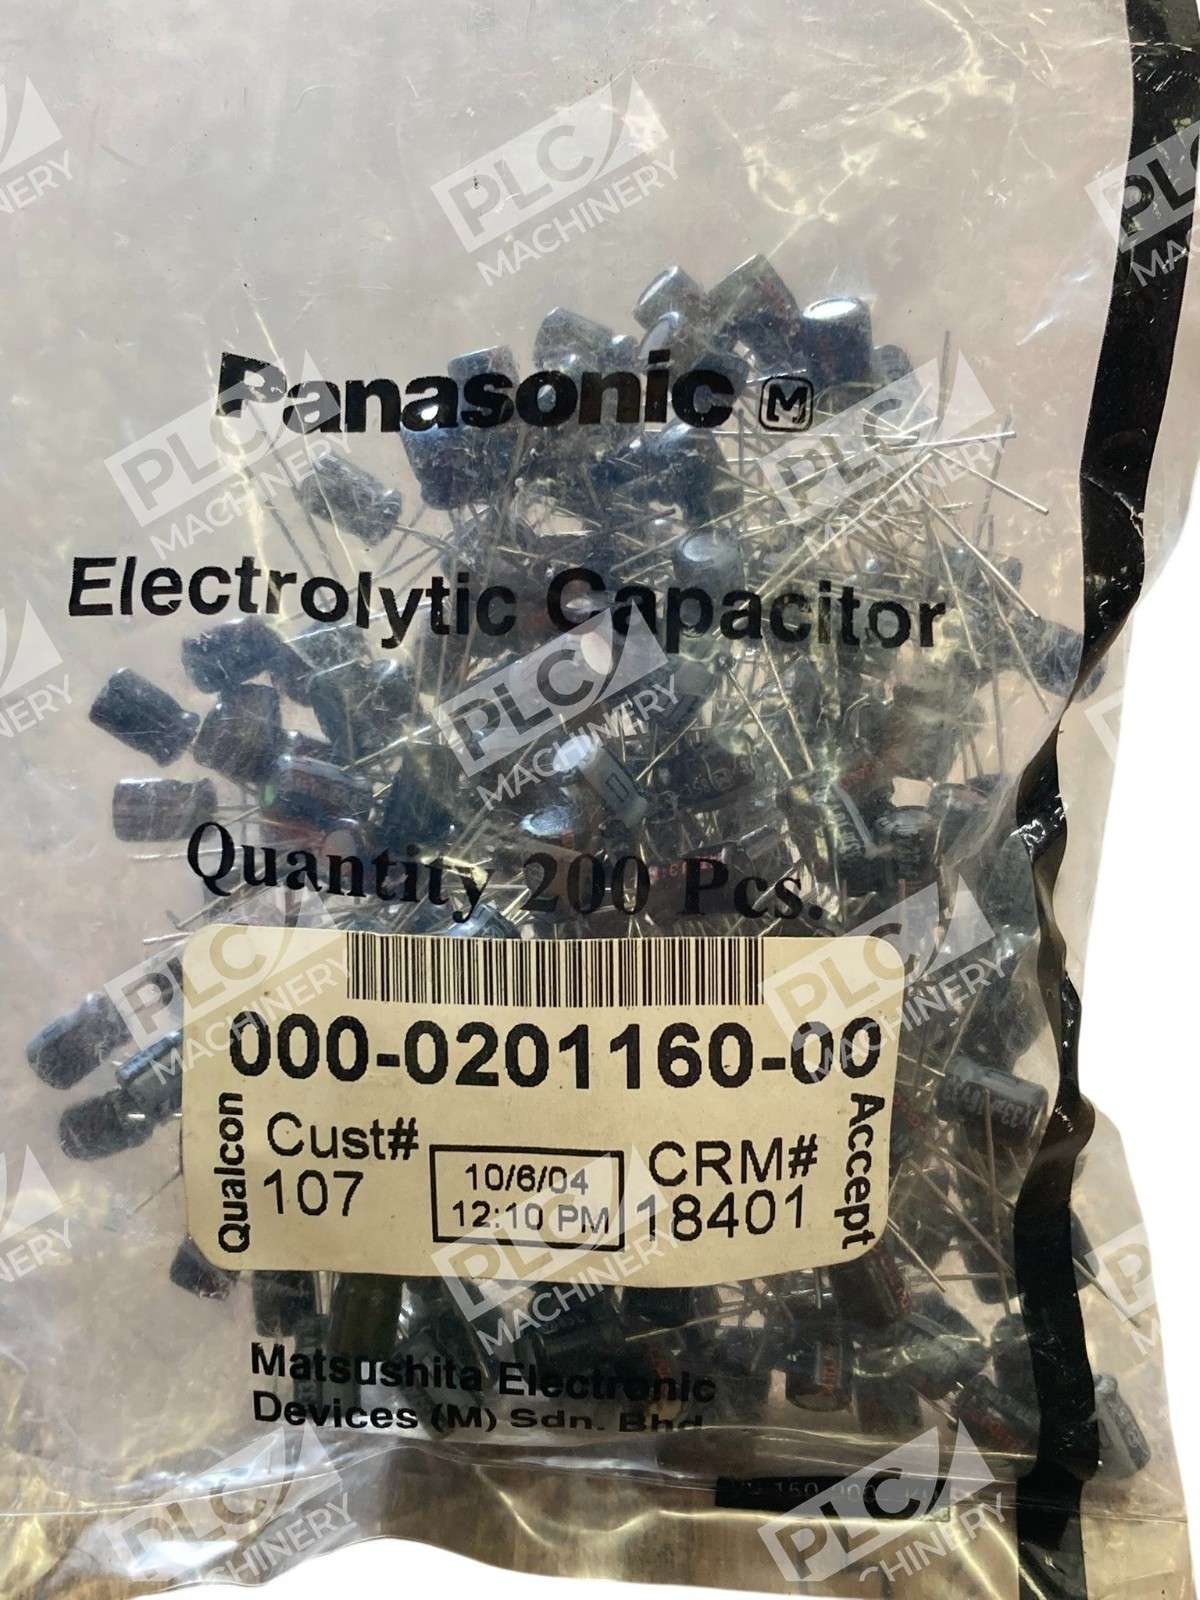 Panasonic M
Electrolytic Capacitor
Quantity 200 Pcs.
000-0201160-00
Qualcon
Cust#
107
10/6/04
12:10 PM
CRM#
18401
Accept
Matsushita Electronic
Devices (M) Sdn. Bhd.
PLC
MACHINERY